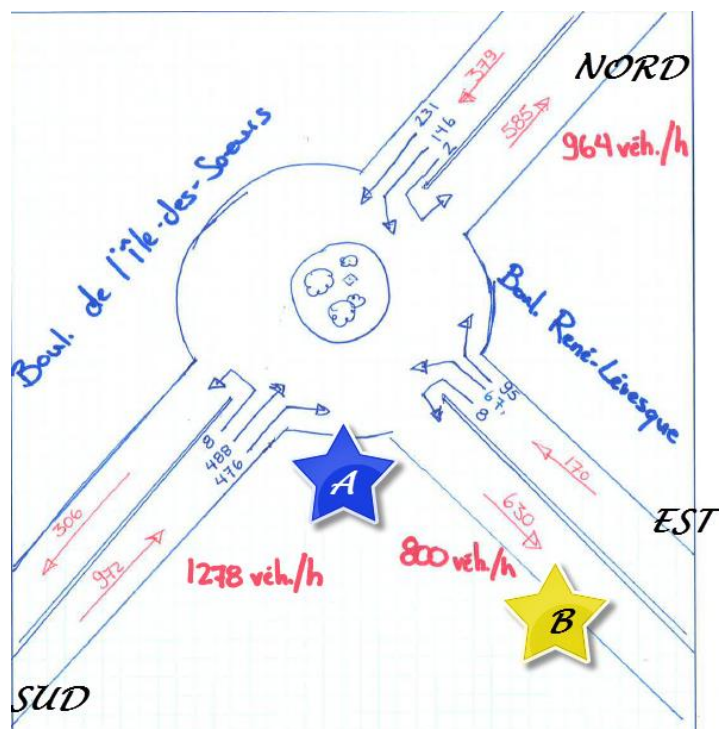 NORD
379
585
964 véh./h
231
146
2
Boul. de l'Île-des-Soeurs
Boul. René-Lévesque
95
67
8
170
630
EST
8
488
476
A
306
972
1278 véh./h
800 véh./h
B
SUD